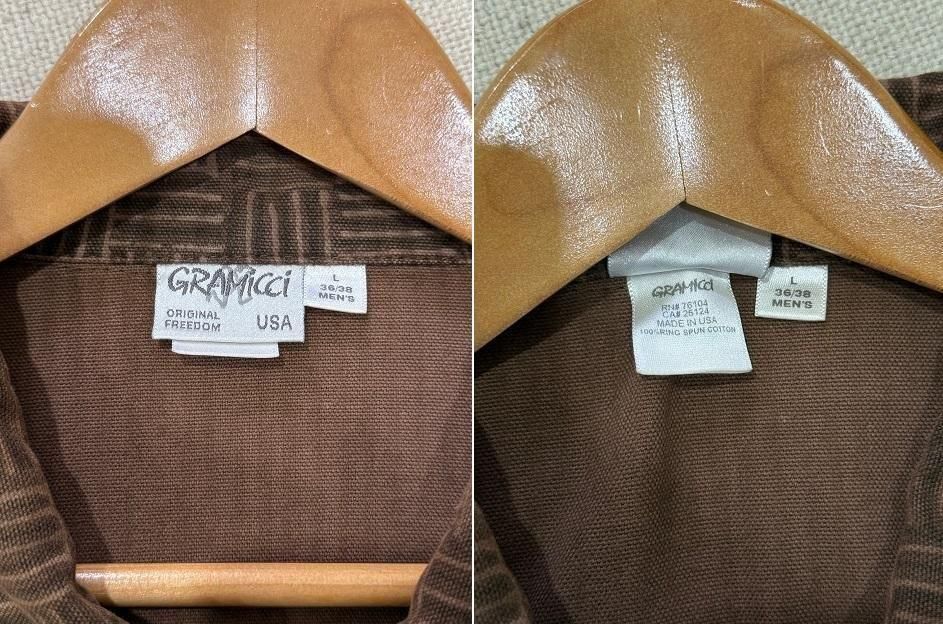 GRAMICCi
ORIGINAL
FREEDOM
USA
L
36/38
MEN'S
GRAMICCi
RN# 76104
CA# 25124
MADE IN USA
100% RING SPUN COTTON
L
36/38
MEN'S